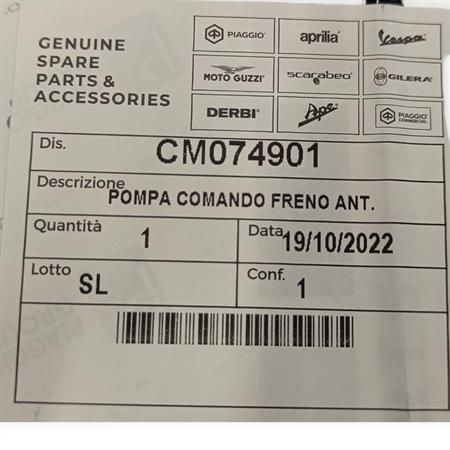 GENUINE
SPARE
PARTS &
ACCESSORIES
PIAGGIO aprilia Vespa
MOTO GUZZI scarabeo GILERA
DERBI Ape PIAGGIO COMMERCIAL
Dis. CM074901
Descrizione POMPA COMANDO FRENO ANT.
Quantità 1 Data 19/10/2022
Lotto SL Conf. 1